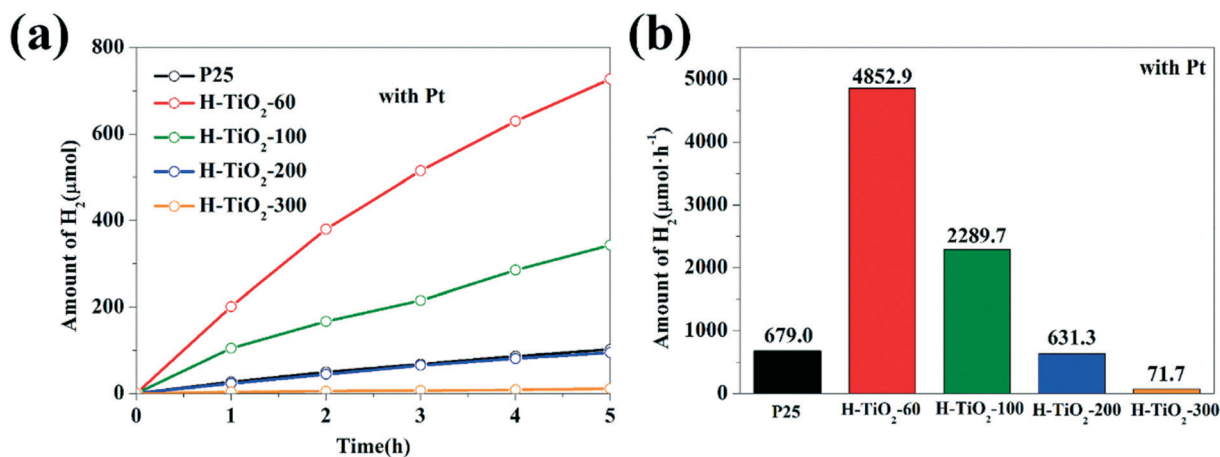 (a)
Amount of H₂(μmol)
800
600
400
200
0
P25
H-TiO₂-60
H-TiO₂-100
H-TiO₂-200
H-TiO₂-300
with Pt
0 1 2 3 4 5
Time(h)
(b)
Amount of H₂(μmol·h⁻¹)
5000
4000
3000
2000
1000
0
with Pt
679.0
4852.9
2289.7
631.3
71.7
P25 H-TiO₂-60 H-TiO₂-100 H-TiO₂-200 H-TiO₂-300